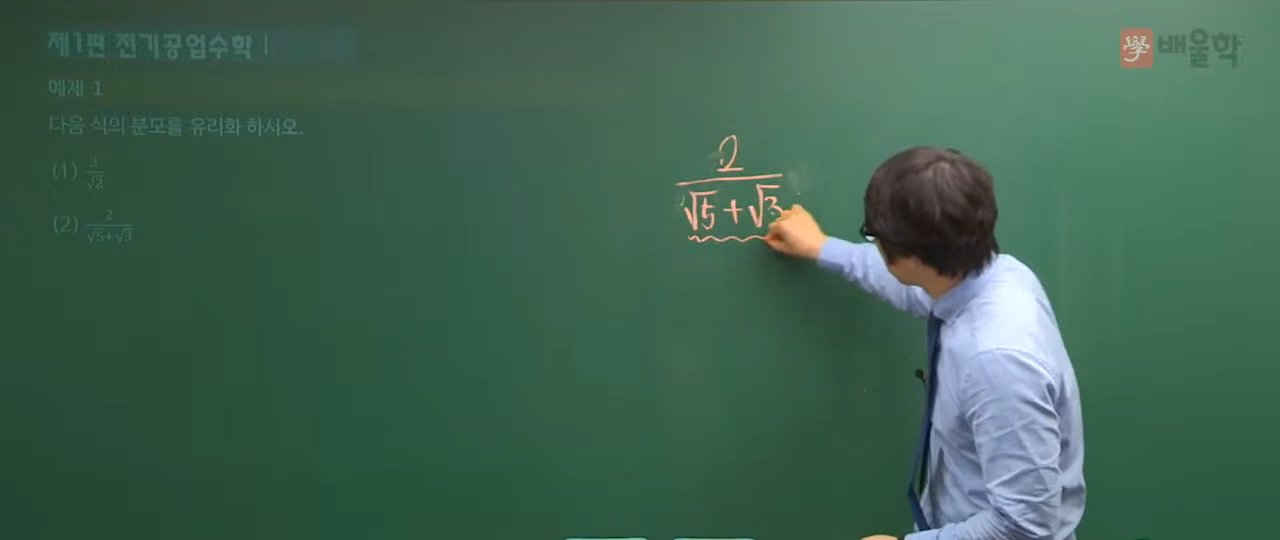 제1편 전기공업수학 |
예제 1
다음 식의 분모를 유리화 하시오.
(1) 3/√2
(2) 2/(√5+√3)
2
√5+√3
學 배울학